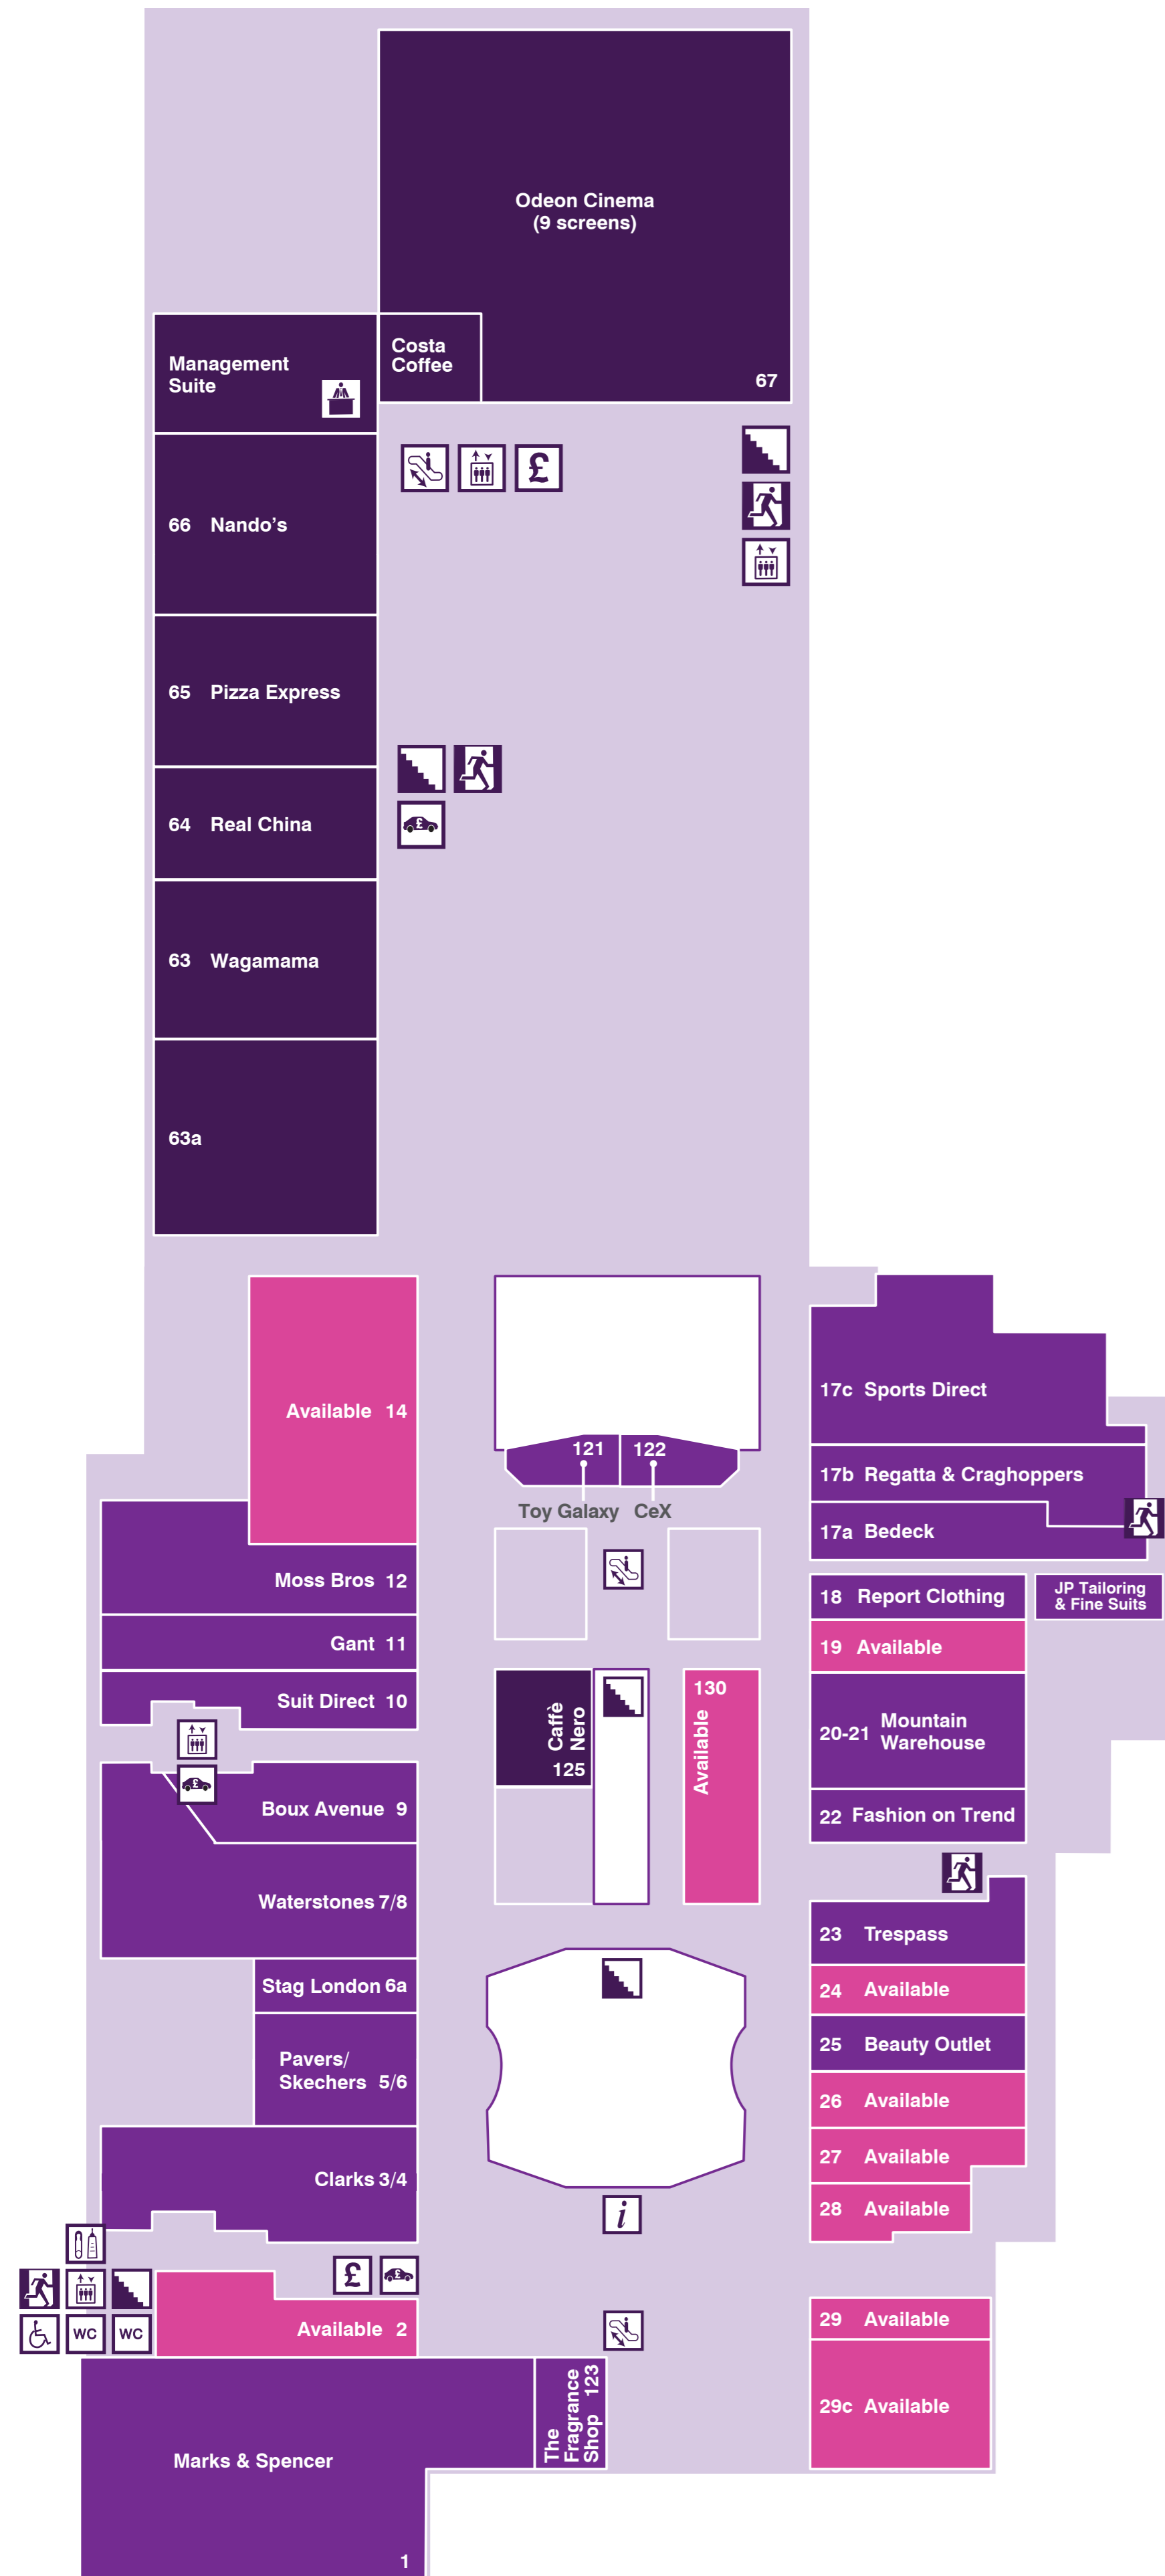 Odeon Cinema
(9 screens)
67
Costa
Coffee
Management
Suite
£
66 Nando’s
65 Pizza Express
£
64 Real China
63 Wagamama
63a
Available 14
121 122
Toy Galaxy CeX
17c Sports Direct
17b Regatta & Craghoppers
17a Bedeck
Moss Bros 12
Gant 11
Suit Direct 10
18 Report Clothing
JP Tailoring
& Fine Suits
19 Available
20-21 Mountain
Warehouse
22 Fashion on Trend
Caffè
Nero
125
130
Available
£
Boux Avenue 9
Waterstones 7/8
Stag London 6a
Pavers/
Skechers 5/6
Clarks 3/4
23 Trespass
24 Available
25 Beauty Outlet
26 Available
27 Available
28 Available
i
£
£
WC
WC
Available 2
29 Available
29c Available
The
Fragrance
Shop 123
Marks & Spencer
1